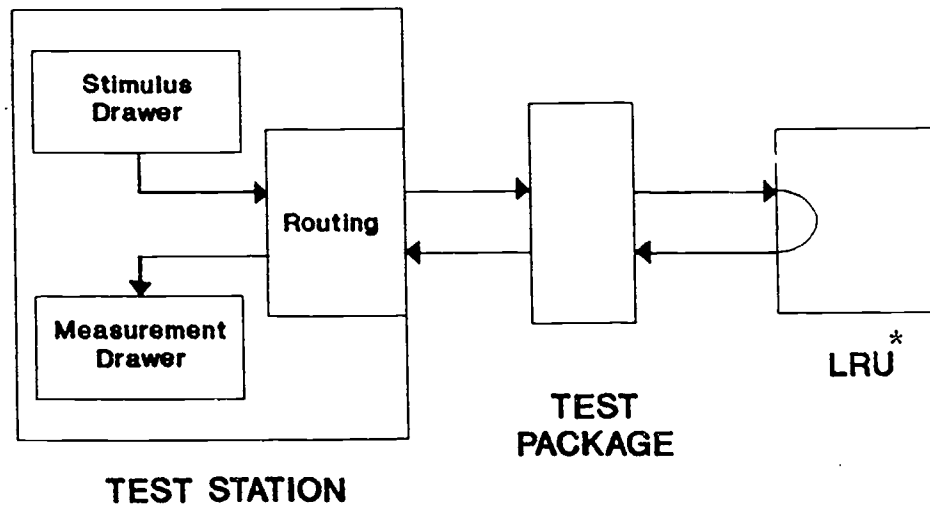 Stimulus
Drawer
Routing
Measurement
Drawer
LRU*
TEST
PACKAGE
TEST STATION